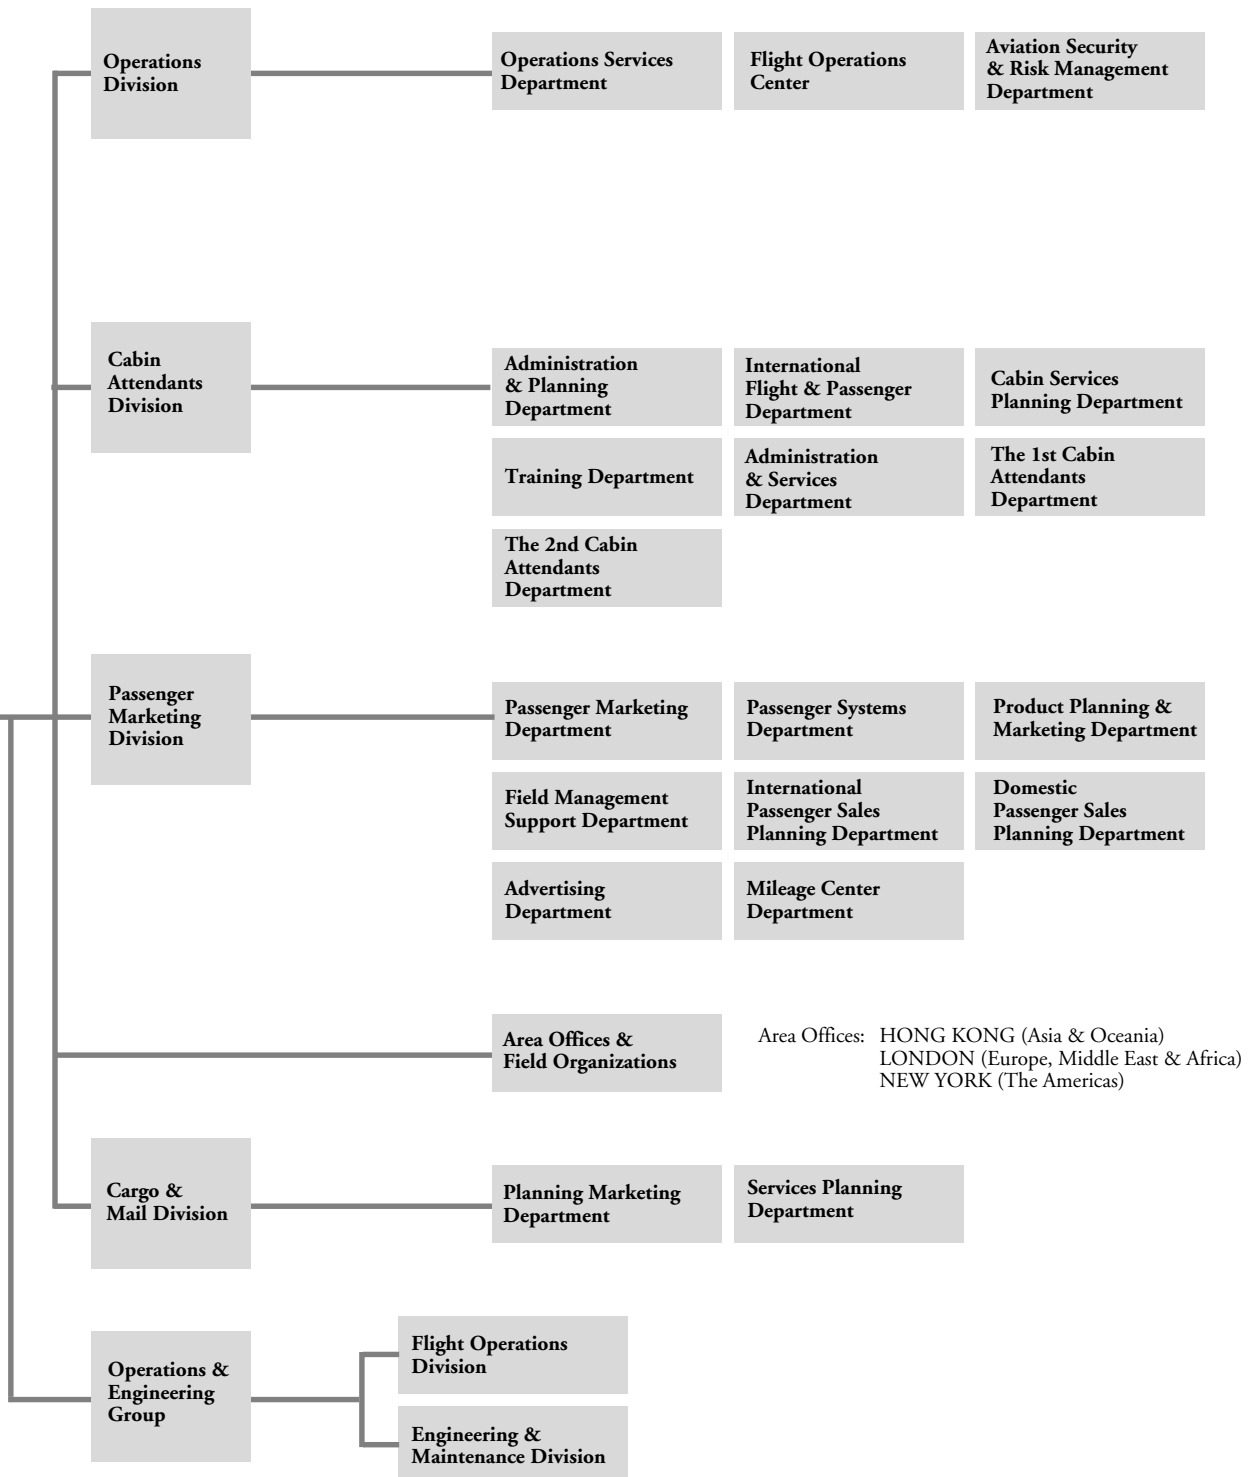 Operations
Division
Operations Services
Department
Flight Operations
Center
Aviation Security
& Risk Management
Department
Cabin
Attendants
Division
Administration
& Planning
Department
International
Flight & Passenger
Department
Cabin Services
Planning Department
Training Department
Administration
& Services
Department
The 1st Cabin
Attendants
Department
The 2nd Cabin
Attendants
Department
Passenger
Marketing
Division
Passenger Marketing
Department
Passenger Systems
Department
Product Planning &
Marketing Department
Field Management
Support Department
International
Passenger Sales
Planning Department
Domestic
Passenger Sales
Planning Department
Advertising
Department
Mileage Center
Department
Area Offices &
Field Organizations
Area Offices: HONG KONG (Asia & Oceania)
LONDON (Europe, Middle East & Africa)
NEW YORK (The Americas)
Cargo &
Mail Division
Planning Marketing
Department
Services Planning
Department
Operations &
Engineering
Group
Flight Operations
Division
Engineering &
Maintenance Division